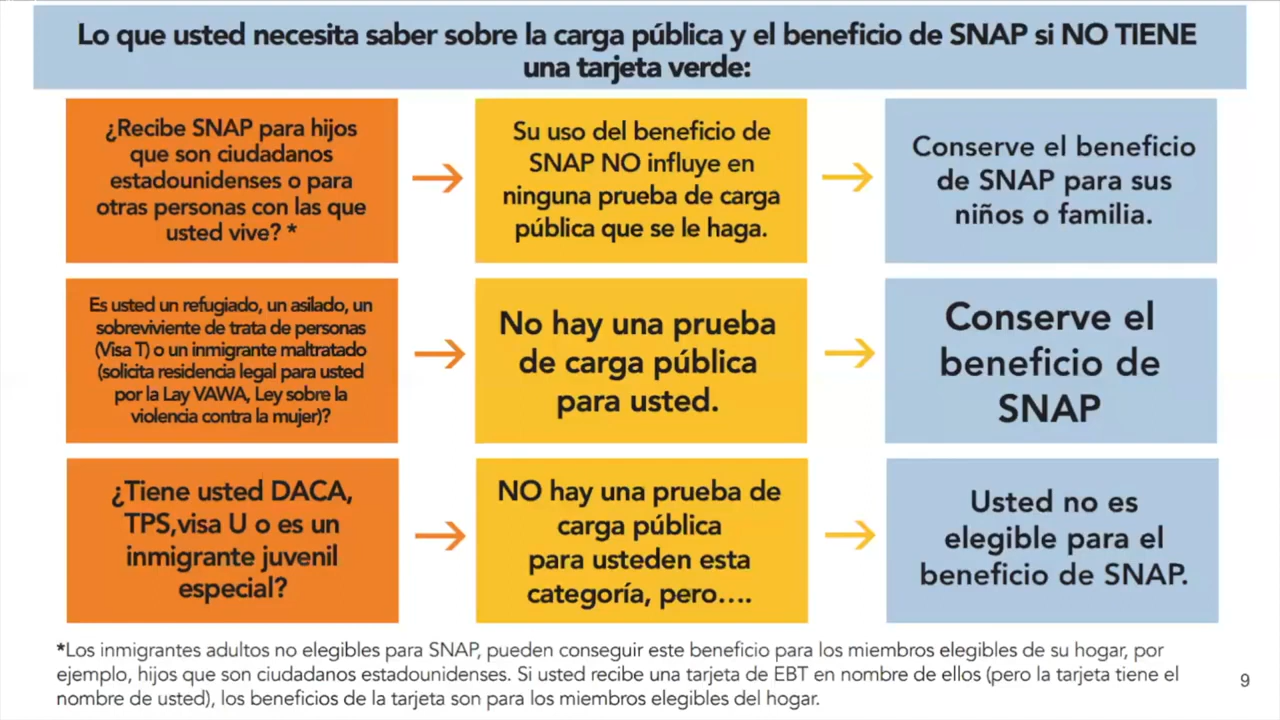 Lo que usted necesita saber sobre la carga pública y el beneficio de SNAP si NO TIENE
una tarjeta verde:
¿Recibe SNAP para hijos
que son ciudadanos
estadounidenses o para
otras personas con las que
usted vive? *
Su uso del beneficio de
SNAP NO influye en
ninguna prueba de carga
pública que se le haga.
Conserve el beneficio
de SNAP para sus
niños o familia.
Es usted un refugiado, un asilado, un
sobreviviente de trata de personas
(Visa T) o un inmigrante maltratado
(solicita residencia legal para usted
por la Lay VAWA, Ley sobre la
violencia contra la mujer)?
No hay una prueba
de carga pública
para usted.
Conserve el
beneficio de
SNAP
¿Tiene usted DACA,
TPS,visa U o es un
inmigrante juvenil
especial?
NO hay una prueba de
carga pública
para usteden esta
categoría, pero….
Usted no es
elegible para el
beneficio de SNAP.
*Los inmigrantes adultos no elegibles para SNAP, pueden conseguir este beneficio para los miembros elegibles de su hogar, por
ejemplo, hijos que son ciudadanos estadounidenses. Si usted recibe una tarjeta de EBT en nombre de ellos (pero la tarjeta tiene el
nombre de usted), los beneficios de la tarjeta son para los miembros elegibles del hogar.
9